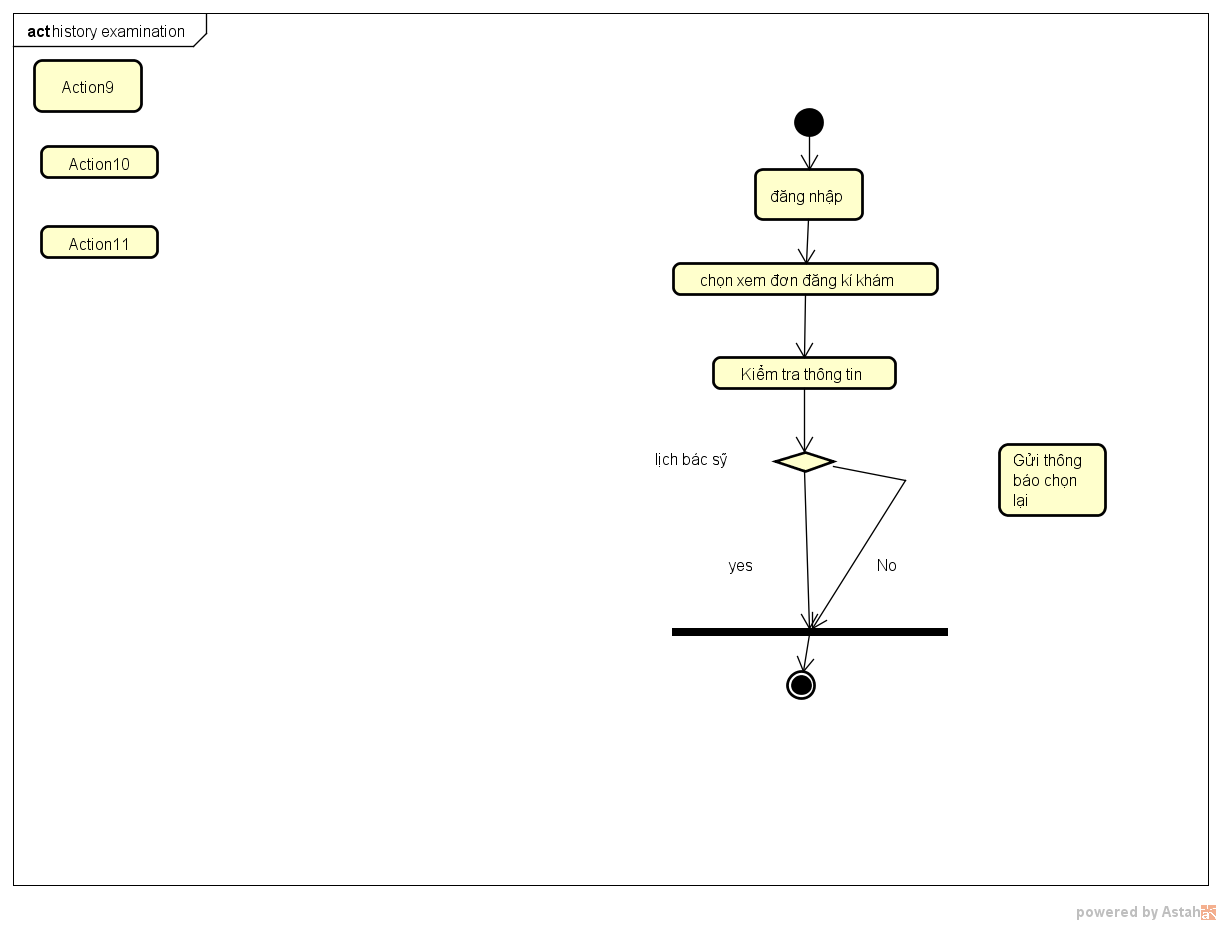 act history examination
Action9
Action10
Action11
đăng nhập
chọn xem đơn đăng kí khám
Kiểm tra thông tin
lịch bác sỹ
Gửi thông
báo chọn
lại
yes
No
powered by Astah